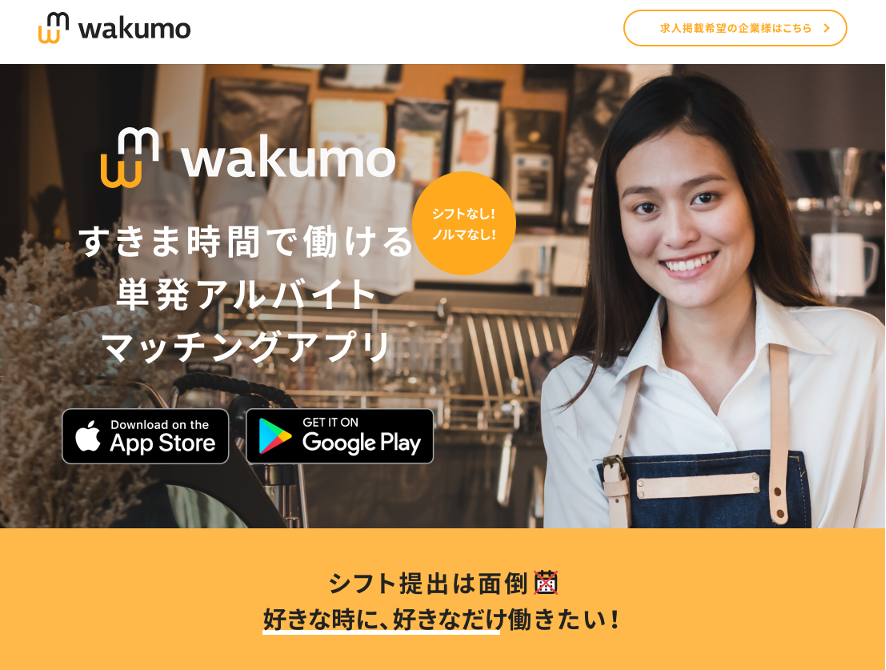 wakumo
求人掲載希望の企業様はこちら
wakumo
シフトなし!
ノルマなし!
すきま時間で働ける
単発アルバイト
マッチングアプリ
Download on the
App Store
GET IT ON
Google Play
シフト提出は面倒
好きな時に、好きなだけ働きたい！